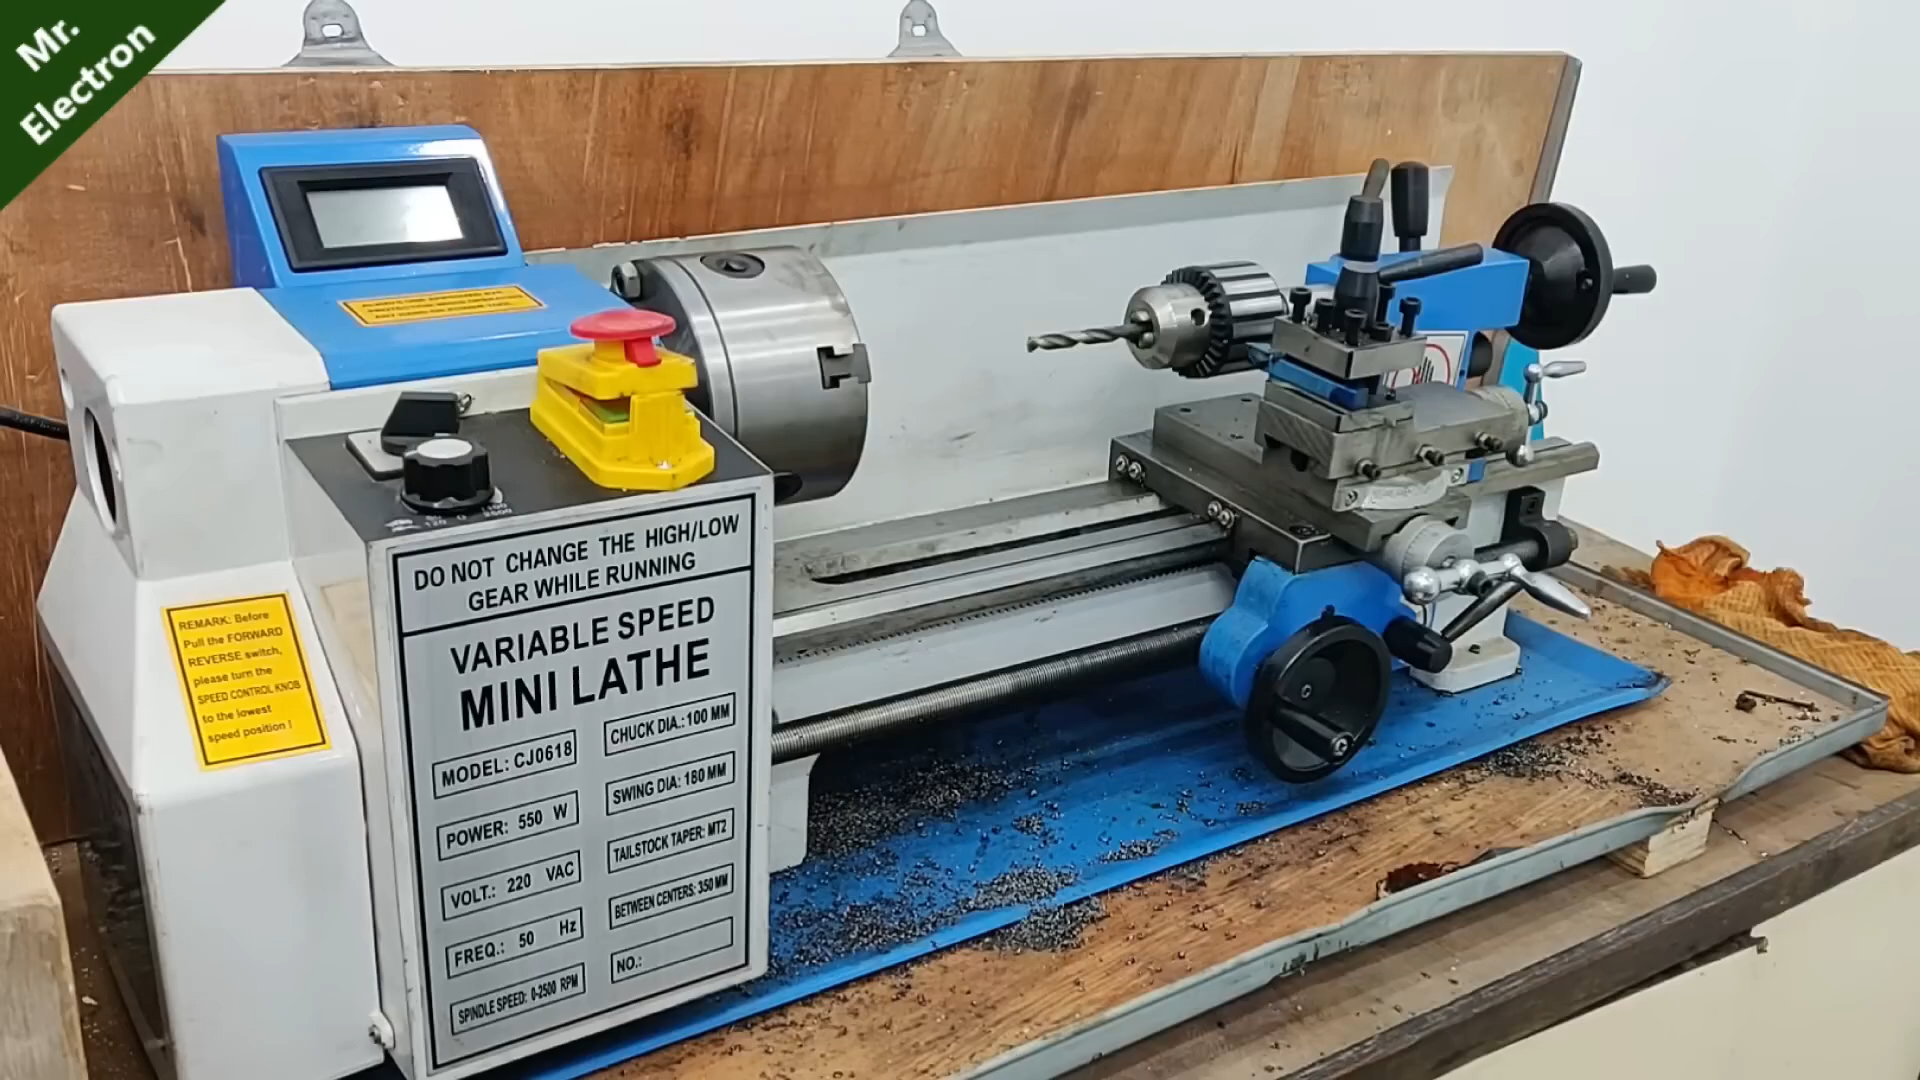 Mr.
Electron
DO NOT CHANGE THE HIGH/LOW
GEAR WHILE RUNNING
VARIABLE SPEED
MINI LATHE
MODEL: CJ0618
CHUCK DIA.: 100 MM
POWER: 550 W
SWING DIA: 180 MM
VOLT.: 220 VAC
TAILSTOCK TAPER: MT2
FREQ.: 50 Hz
BETWEEN CENTERS: 350 MM
SPINDLE SPEED: 0-2500 RPM
NO.:
REMARK: Before
Pull the FORWARD
REVERSE switch,
please turn the
SPEED CONTROL KNOB
to the lowest
speed position !